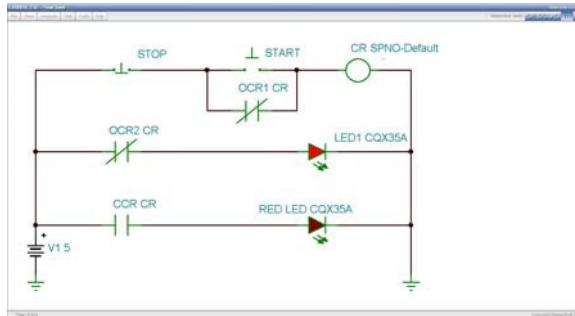 STOP
START
CR SPNO-Default
OCR1 CR
OCR2 CR
LED1 CQX35A
CCR CR
RED LED CQX35A
+
V1 5